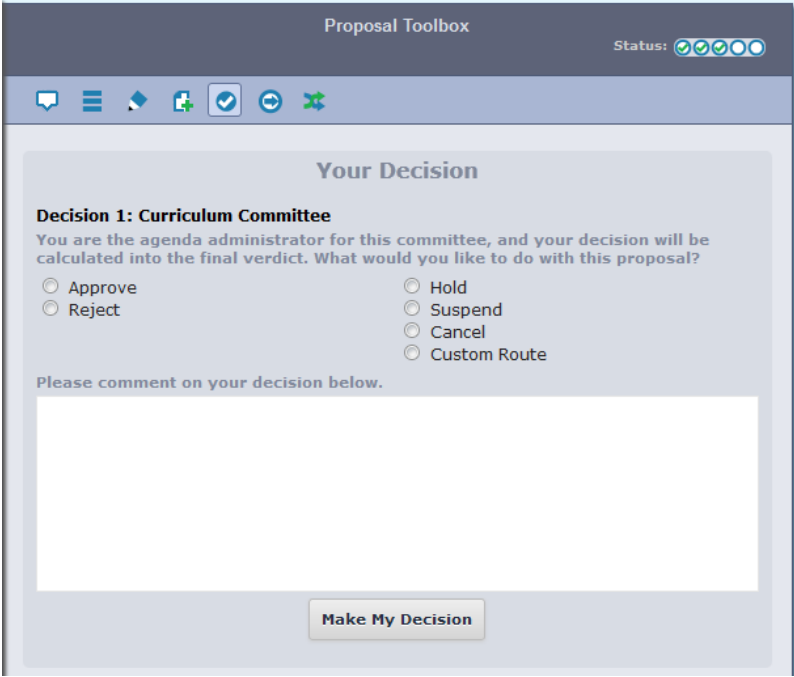 Proposal Toolbox
Status:
Your Decision
Decision 1: Curriculum Committee
You are the agenda administrator for this committee, and your decision will be
calculated into the final verdict. What would you like to do with this proposal?
Approve
Reject
Hold
Suspend
Cancel
Custom Route
Please comment on your decision below.
Make My Decision